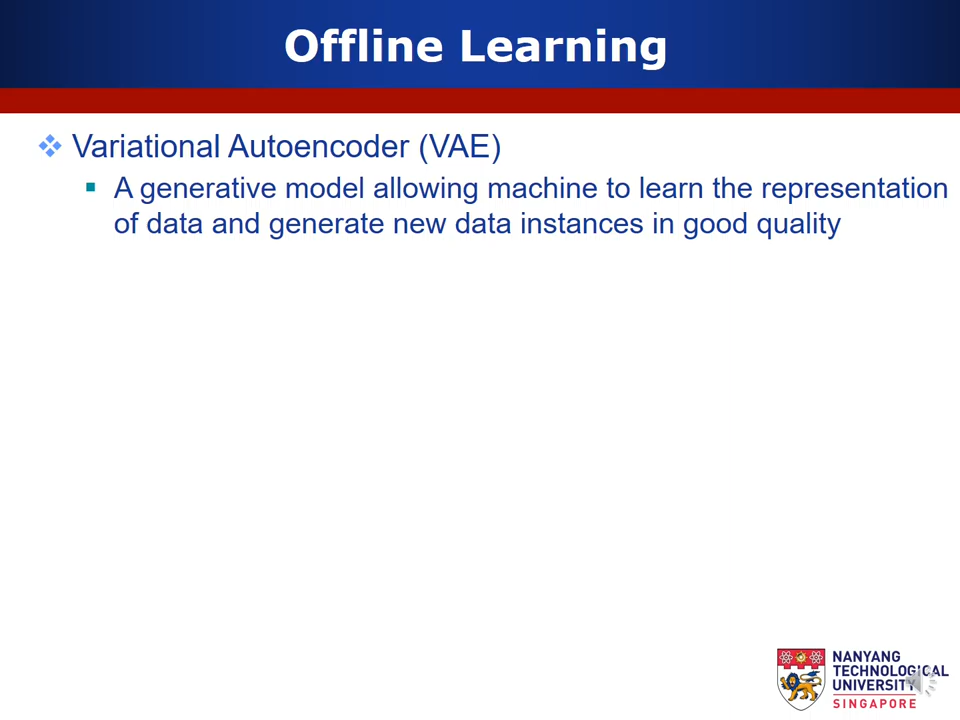 Offline Learning
Variational Autoencoder (VAE)
A generative model allowing machine to learn the representation
of data and generate new data instances in good quality
NANYANG
TECHNOLOGICAL
UNIVERSITY
SINGAPORE